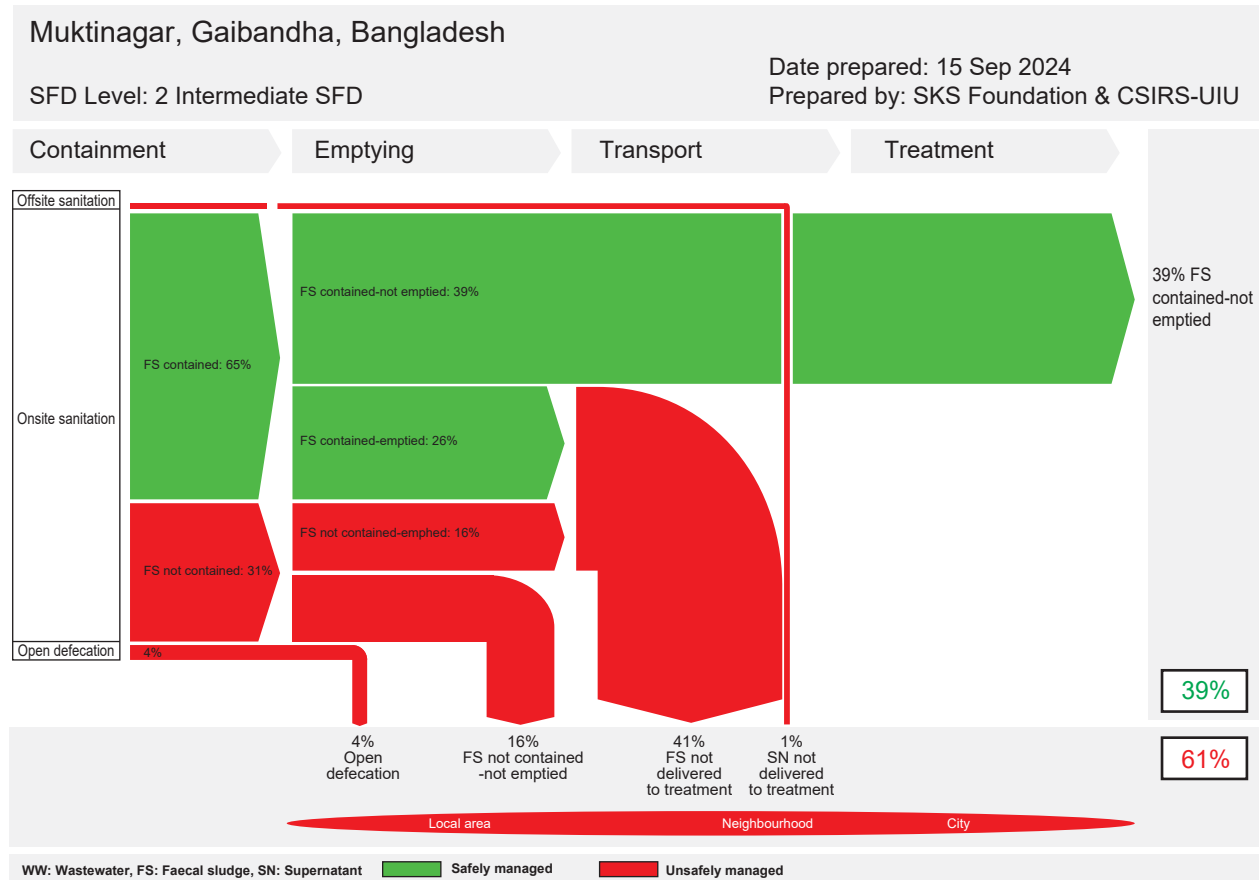 Muktinagar, Gaibandha, Bangladesh
SFD Level: 2 Intermediate SFD
Date prepared: 15 Sep 2024
Prepared by: SKS Foundation & CSIRS-UIU
Containment
Emptying
Transport
Treatment
Offsite sanitation
Onsite sanitation
Open defecation
FS contained: 65%
FS not contained: 31%
4%
FS contained-not emptied: 39%
FS contained-emptied: 26%
FS not contained-emphed: 16%
39% FS
contained-not
emptied
39%
61%
4%
Open
defecation
16%
FS not contained
-not emptied
41%
FS not
delivered
to treatment
1%
SN not
delivered
to treatment
Local area
Neighbourhood
City
WW: Wastewater, FS: Faecal sludge, SN: Supernatant
Safely managed
Unsafely managed